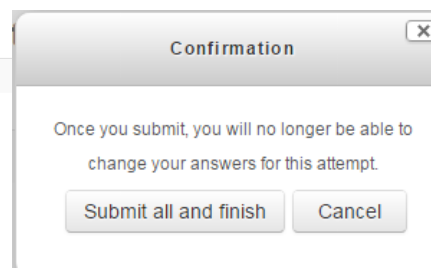 Confirmation
Once you submit, you will no longer be able to
change your answers for this attempt.
Submit all and finish Cancel